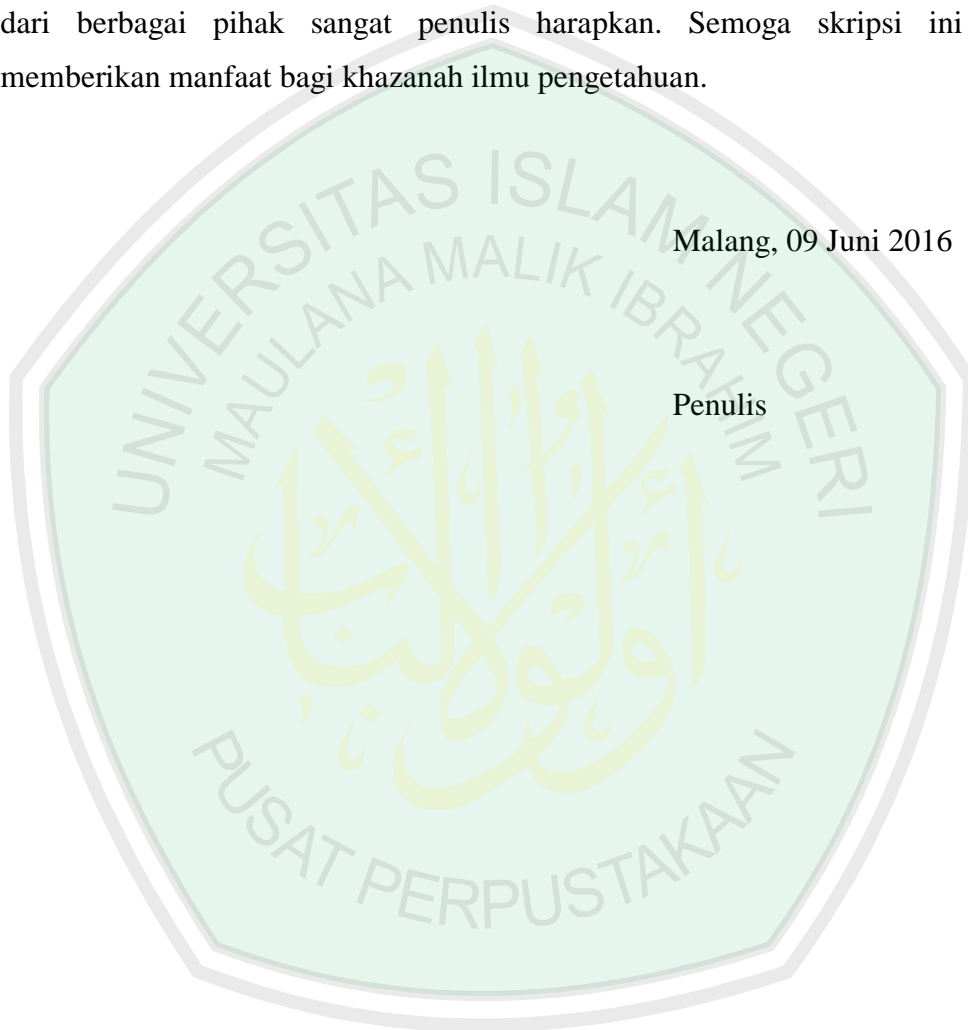 dari berbagai pihak sangat penulis harapkan. Semoga skripsi ini
memberikan manfaat bagi khazanah ilmu pengetahuan.
UNIVERSITAS ISLAM NEGERI
MAULANA MALIK IBRAHIM
Malang, 09 Juni 2016
Penulis
PUSAT PERPUSTAKAAN